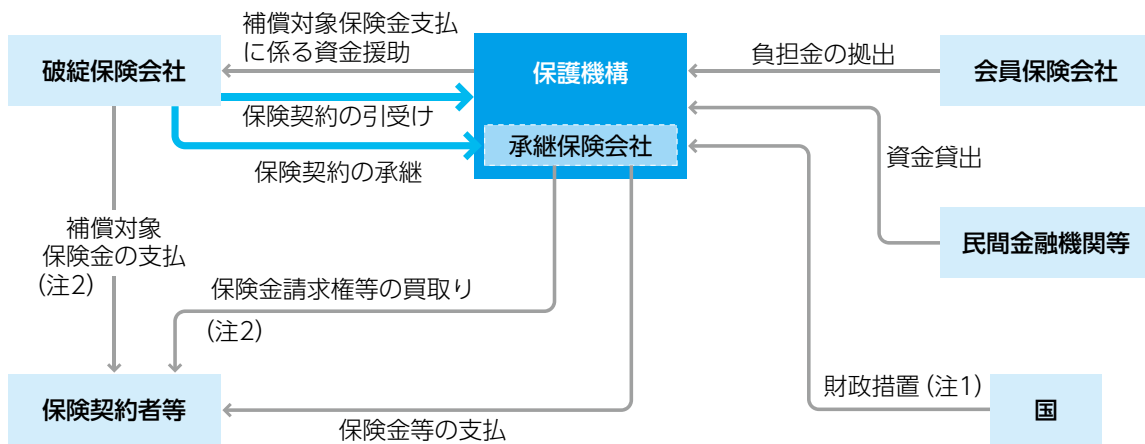 補償対象保険金支払
に係る資金援助
破綻保険会社
保護機構
負担金の拠出
会員保険会社
保険契約の引受け
承継保険会社
保険契約の承継
資金貸出
補償対象
保険金の支払
(注2)
民間金融機関等
保険金請求権等の買取り
(注2)
財政措置(注1)
保険契約者等
国
保険金等の支払